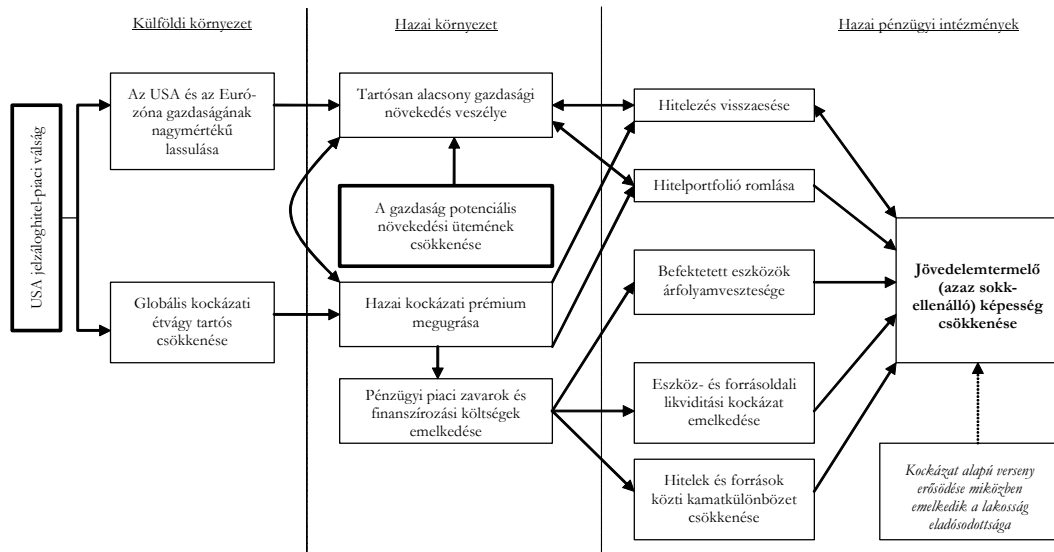 Külföldi környezet
Hazai környezet
Hazai pénzügyi intézmények
USA jelzáloghitel-piaci válság
Az USA és az Euró-
zóna gazdaságának
nagymértékű
lassulása
Globális kockázati
étvágy tartós
csökkenése
Tartósan alacsony gazdasági
növekedés veszélye
A gazdaság potenciális
növekedési ütemének
csökkenése
Hazai kockázati prémium
megugrása
Pénzügyi piaci zavarok és
finanszírozási költségek
emelkedése
Hitelezés visszaesése
Hitelportfolió romlása
Befektetett eszközök
árfolyamvesztesége
Eszköz- és forrásoldali
likviditási kockázat
emelkedése
Hitelek és források
közti kamatkülönbözet
csökkenése
Jövedelemtermelő
(azaz sokk-
ellenálló) képesség
csökkenése
Kockázat alapú verseny
erősödése miközben
emelkedik a lakosság
eladósodottsága